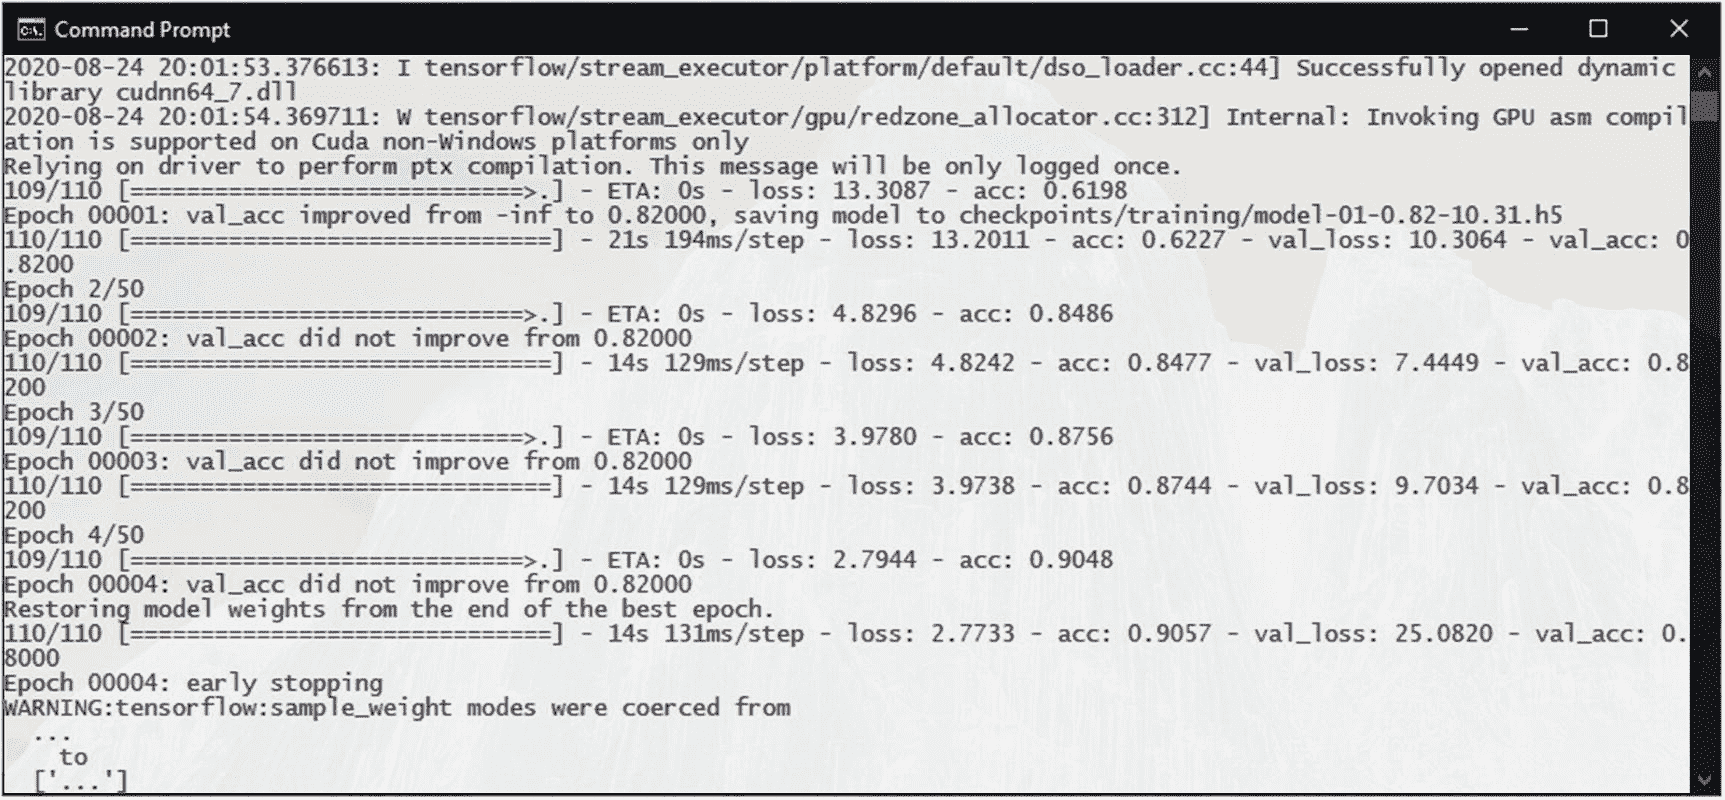 Command Prompt
2020-08-24 20:01:53.376613: I tensorflow/stream_executor/platform/default/dso_loader.cc:44] Successfully opened dynamic
library cudnn64_7.dll
2020-08-24 20:01:54.369711: W tensorflow/stream_executor/gpu/redzone_allocator.cc:312] Internal: Invoking GPU asm compil
ation is supported on Cuda non-Windows platforms only
Relying on driver to perform ptx compilation. This message will be only logged once.
109/110 [============================>.] - ETA: 0s - loss: 13.3087 - acc: 0.6198
Epoch 00001: val_acc improved from -inf to 0.82000, saving model to checkpoints/training/model-01-0.82-10.31.h5
110/110 [==============================] - 21s 194ms/step - loss: 13.2011 - acc: 0.6227 - val_loss: 10.3064 - val_acc: 0
.8200
Epoch 2/50
109/110 [============================>.] - ETA: 0s - loss: 4.8296 - acc: 0.8486
Epoch 00002: val_acc did not improve from 0.82000
110/110 [==============================] - 14s 129ms/step - loss: 4.8242 - acc: 0.8477 - val_loss: 7.4449 - val_acc: 0.8
200
Epoch 3/50
109/110 [============================>.] - ETA: 0s - loss: 3.9780 - acc: 0.8756
Epoch 00003: val_acc did not improve from 0.82000
110/110 [==============================] - 14s 129ms/step - loss: 3.9738 - acc: 0.8744 - val_loss: 9.7034 - val_acc: 0.8
200
Epoch 4/50
109/110 [============================>.] - ETA: 0s - loss: 2.7944 - acc: 0.9048
Epoch 00004: val_acc did not improve from 0.82000
Restoring model weights from the end of the best epoch.
110/110 [==============================] - 14s 131ms/step - loss: 2.7733 - acc: 0.9057 - val_loss: 25.0820 - val_acc: 0.
8000
Epoch 00004: early stopping
WARNING:tensorflow:sample_weight modes were coerced from
...
to
['...']